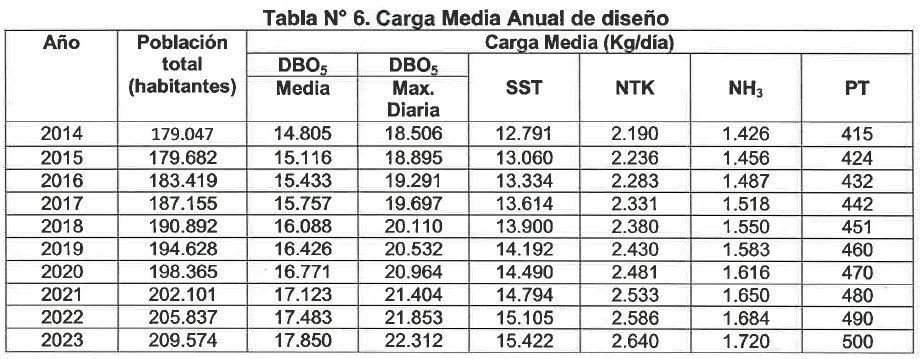 Tabla N° 6. Carga Media Anual de diseño
Año Población total (habitantes) Carga Media (Kg/día)
DBO₅ Media DBO₅ Max. Diaria SST NTK NH₃ PT
2014 179.047 14.805 18.506 12.791 2.190 1.426 415
2015 179.682 15.116 18.895 13.060 2.236 1.456 424
2016 183.419 15.433 19.291 13.334 2.283 1.487 432
2017 187.155 15.757 19.697 13.614 2.331 1.518 442
2018 190.892 16.088 20.110 13.900 2.380 1.550 451
2019 194.628 16.426 20.532 14.192 2.430 1.583 460
2020 198.365 16.771 20.964 14.490 2.481 1.616 470
2021 202.101 17.123 21.404 14.794 2.533 1.650 480
2022 205.837 17.483 21.853 15.105 2.586 1.684 490
2023 209.574 17.850 22.312 15.422 2.640 1.720 500